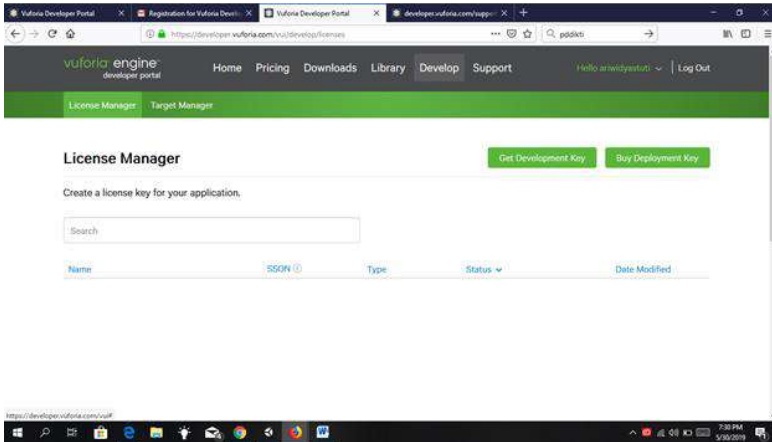 Vuforia Developer Portal
Registration for Vuforia Develo
Vuforia Developer Portal
developer.vuforia.com/suppor
https://developer.vuforia.com/vui/develop/licenses
pddikti
vuforia engine
developer portal
Home Pricing Downloads Library Develop Support
Hello ariwidyastuti | Log Out
License Manager Target Manager
License Manager
Get Development Key Buy Deployment Key
Create a license key for your application.
Search
Name SSON Type Status Date Modified
https://developer.vuforia.com/vui#
7:30 PM
5/30/2019